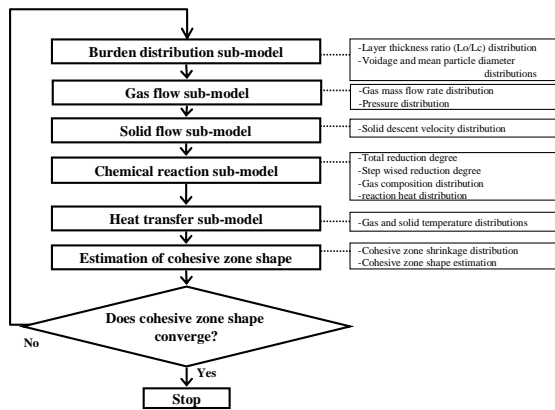 Burden distribution sub-model
-Layer thickness ratio (Lo/Lc) distribution
-Voidage and mean particle diameter
distributions
Gas flow sub-model
-Gas mass flow rate distribution
-Pressure distribution
Solid flow sub-model
-Solid descent velocity distribution
Chemical reaction sub-model
-Total reduction degree
-Step wised reduction degree
-Gas composition distribution
-reaction heat distribution
Heat transfer sub-model
-Gas and solid temperature distributions
Estimation of cohesive zone shape
-Cohesive zone shrinkage distribution
-Cohesive zone shape estimation
Does cohesive zone shape
converge?
No
Yes
Stop